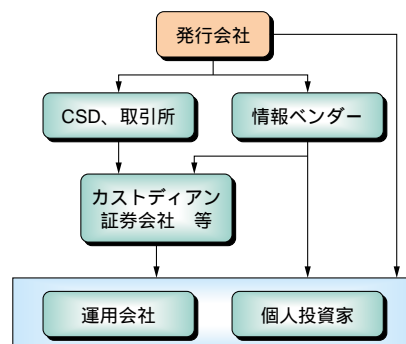 発行会社
CSD、取引所
情報ベンダー
カストディアン
証券会社　等
運用会社
個人投資家